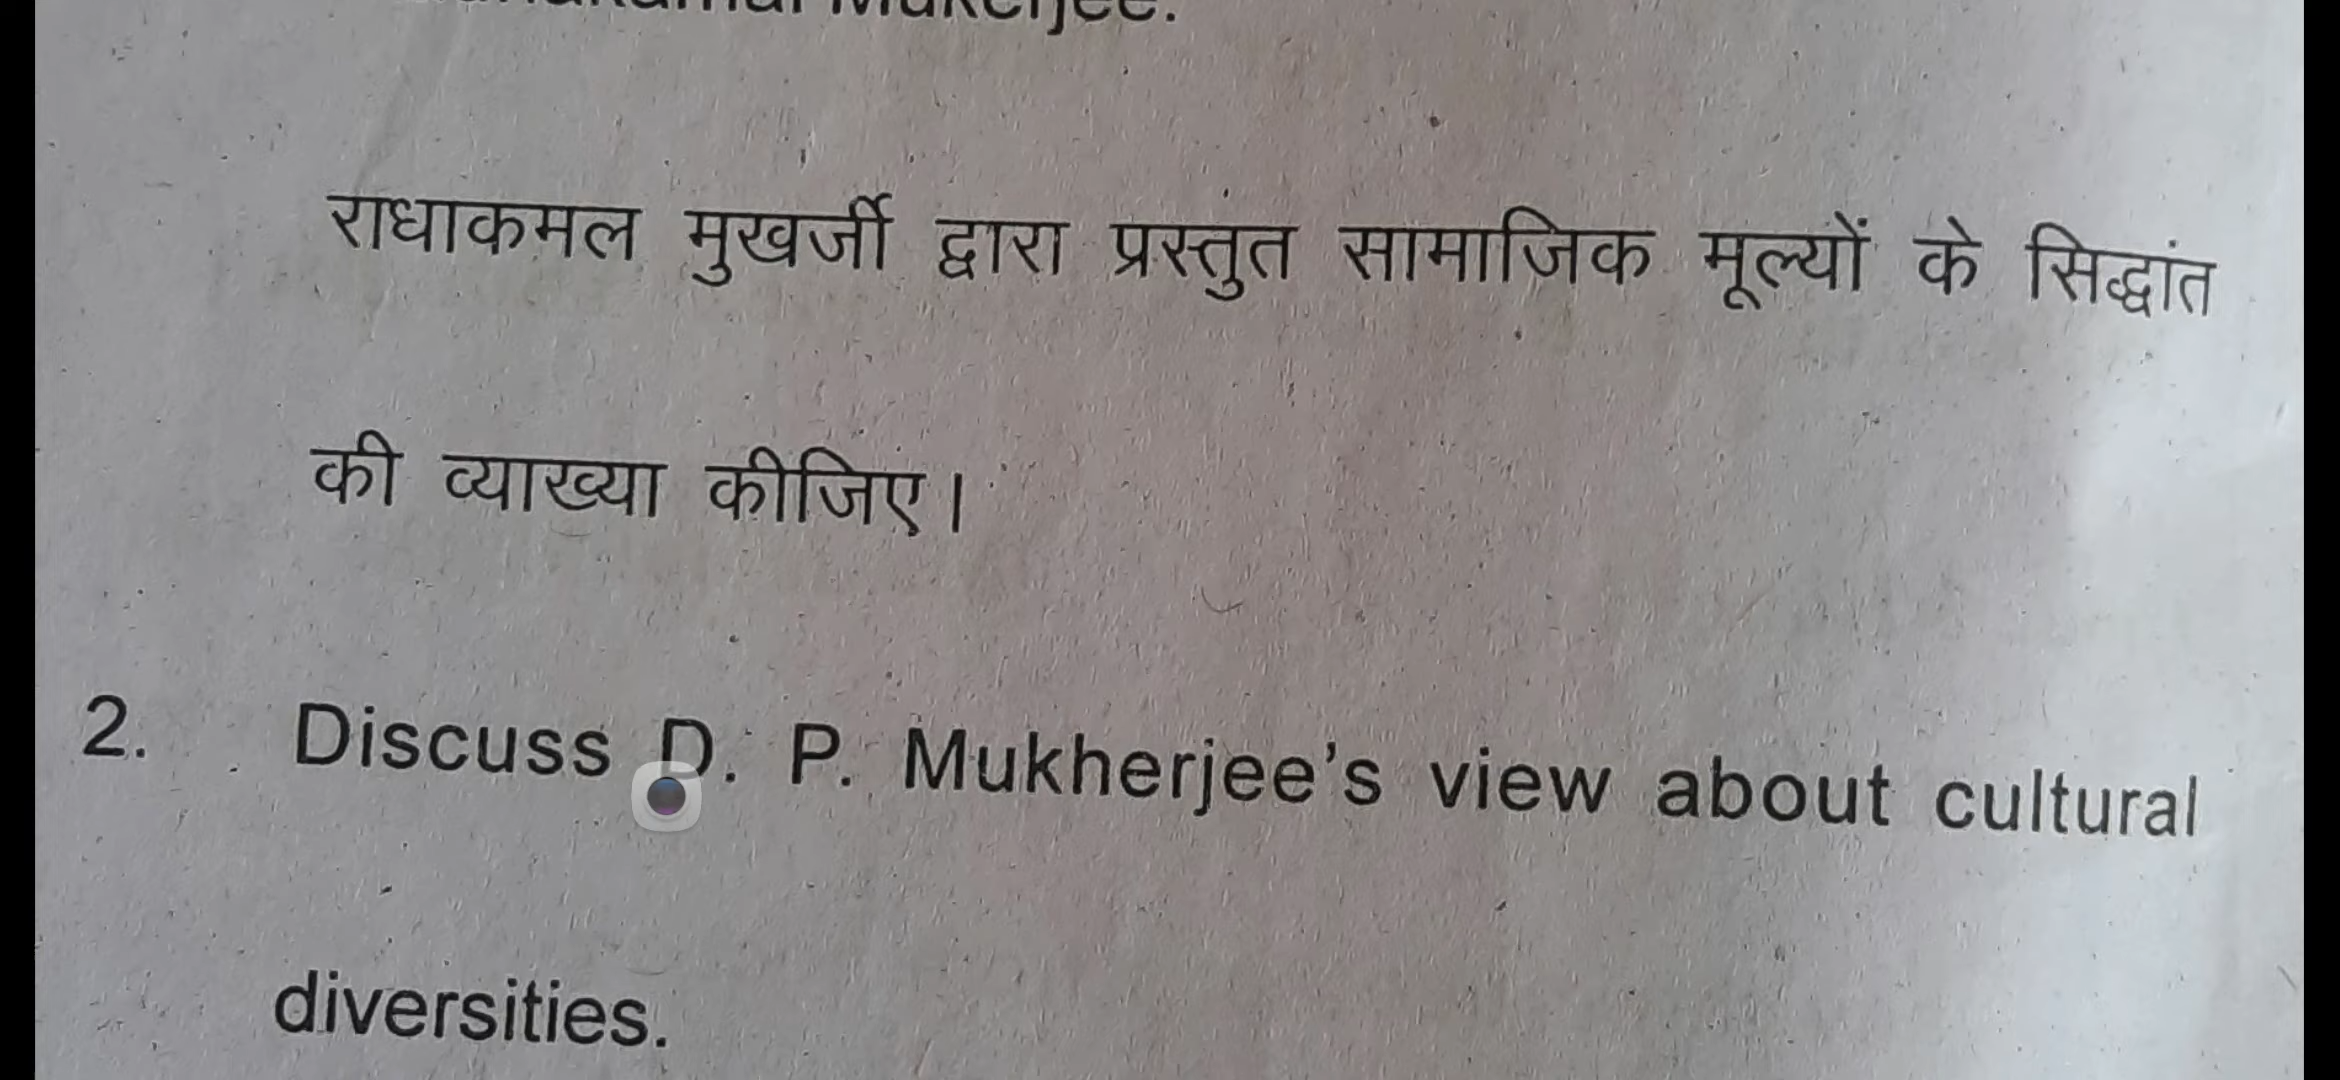 राधाकमल मुखर्जी द्वारा प्रस्तुत सामाजिक मूल्यों के सिद्धांत
की व्याख्या कीजिए।
2. Discuss D. P. Mukherjee's view about cultural
diversities.